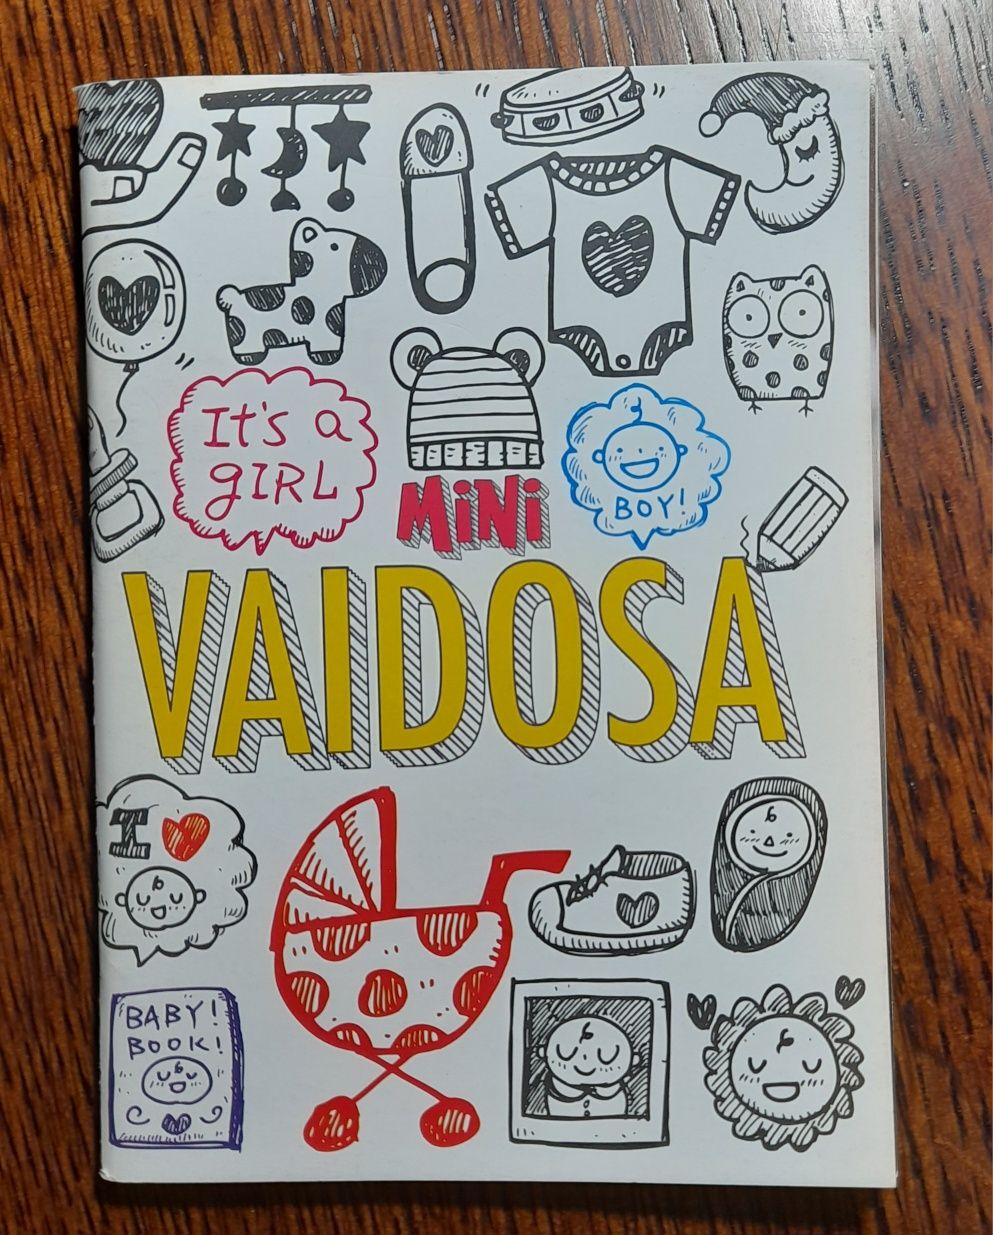 It's a
GIRL
MiNi
BOY!
VAIDOSA
I
BABY!
BOOK!